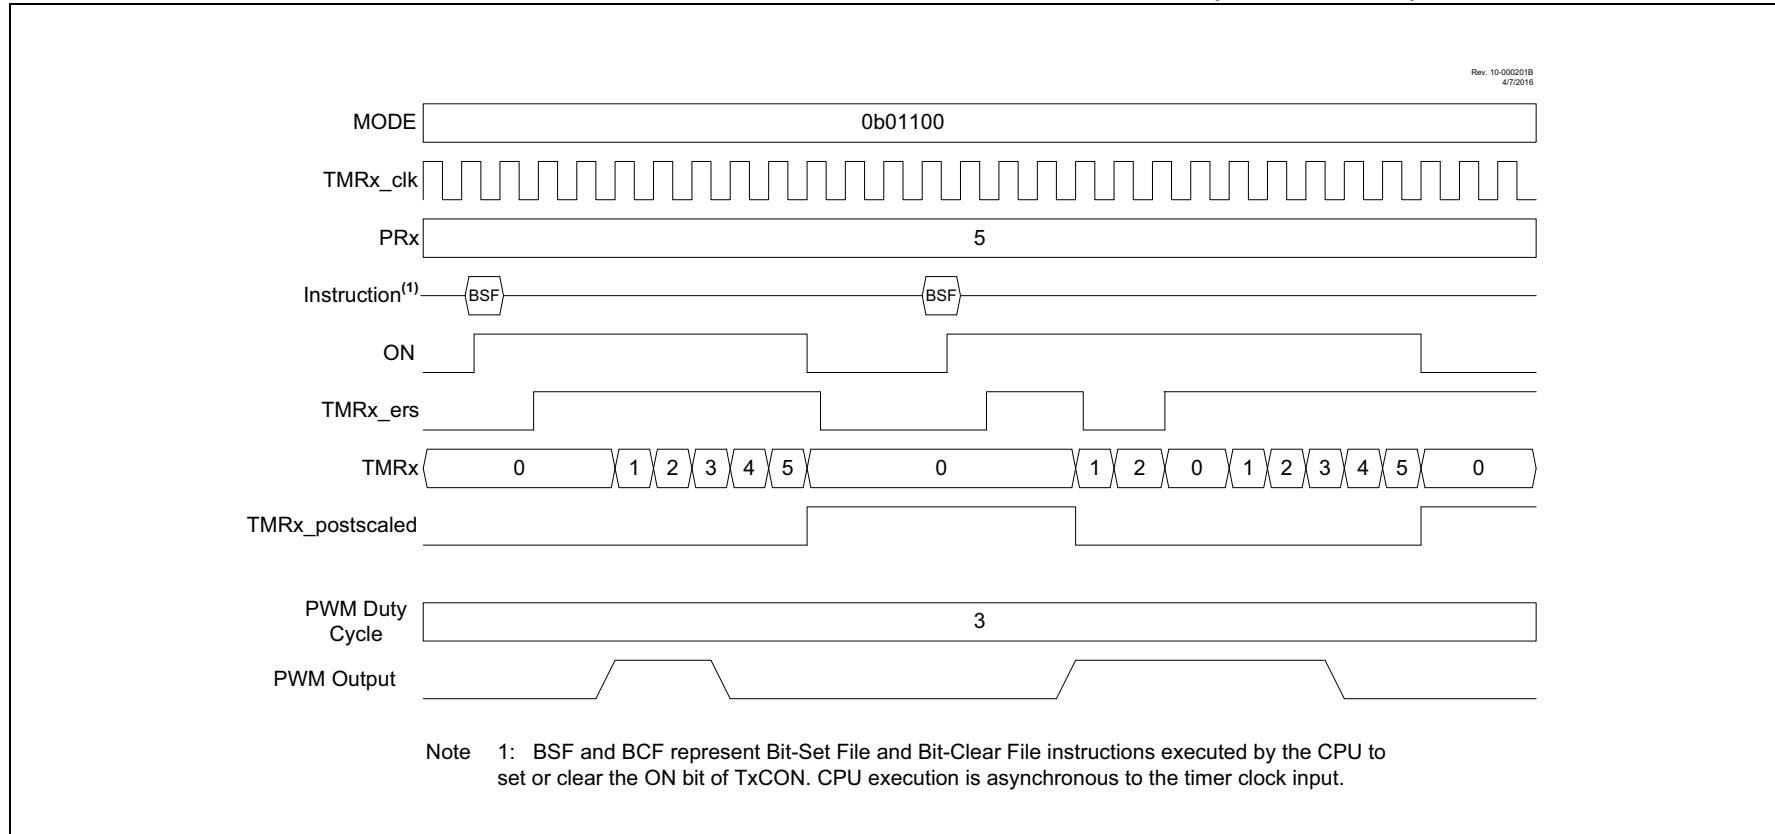 Rev. 10-000201B
4/7/2016
MODE 0b01100
TMRx_clk
PRx 5
Instruction(1) BSF BSF
ON
TMRx_ers
TMRx 0 1 2 3 4 5 0 1 2 0 1 2 3 4 5 0
TMRx_postscaled
PWM Duty
Cycle 3
PWM Output
Note 1: BSF and BCF represent Bit-Set File and Bit-Clear File instructions executed by the CPU to
set or clear the ON bit of TxCON. CPU execution is asynchronous to the timer clock input.